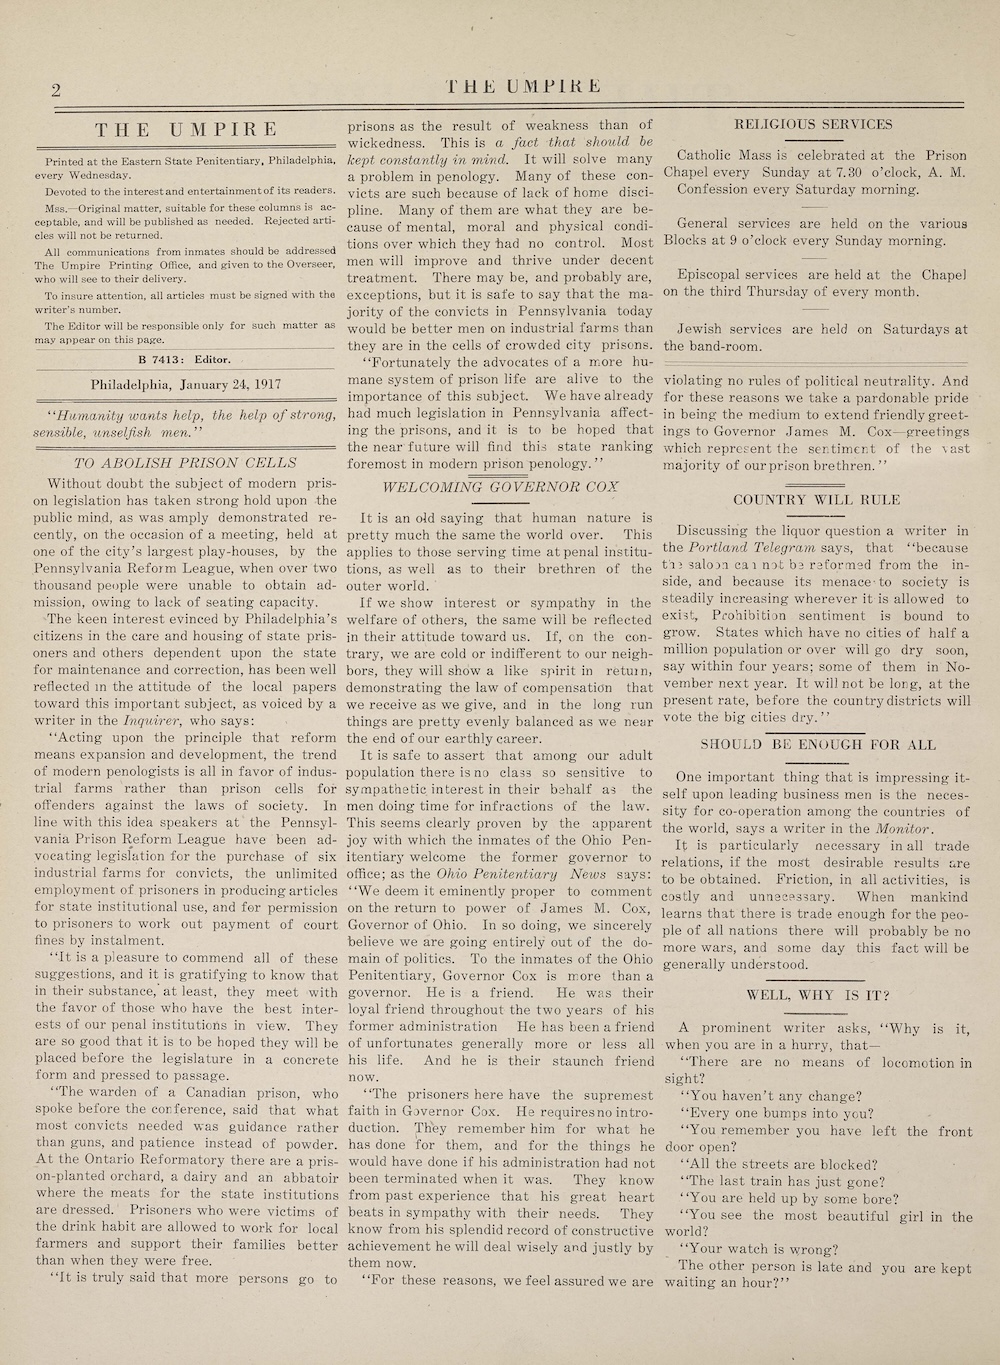 2
THE UMPIRE
THE UMPIRE
Printed at the Eastern State Penitentiary, Philadelphia,
every Wednesday.
Devoted to the interest and entertainment of its readers.
Mss.—Original matter, suitable for these columns is ac-
ceptable, and will be published as needed. Rejected arti-
cles will not be returned.
All communications from inmates should be addressed
The Umpire Printing Office, and given to the Overseer,
who will see to their delivery.
To insure attention, all articles must be signed with the
writer's number.
The Editor will be responsible only for such matter as
may appear on this page.
B 7413: Editor.
Philadelphia, January 24, 1917
"Humanity wants help, the help of strong,
sensible, unselfish men."
TO ABOLISH PRISON CELLS
Without doubt the subject of modern pris-
on legislation has taken strong hold upon the
public mind, as was amply demonstrated re-
cently, on the occasion of a meeting, held at
one of the city's largest play-houses, by the
Pennsylvania Reform League, when over two
thousand people were unable to obtain ad-
mission, owing to lack of seating capacity.
The keen interest evinced by Philadelphia's
citizens in the care and housing of state pris-
oners and others dependent upon the state
for maintenance and correction, has been well
reflected in the attitude of the local papers
toward this important subject, as voiced by a
writer in the Inquirer, who says:
"Acting upon the principle that reform
means expansion and development, the trend
of modern penologists is all in favor of indus-
trial farms rather than prison cells for
offenders against the laws of society. In
line with this idea speakers at the Pennsyl-
vania Prison Reform League have been ad-
vocating legislation for the purchase of six
industrial farms for convicts, the unlimited
employment of prisoners in producing articles
for state institutional use, and for permission
to prisoners to work out payment of court
fines by instalment.
"It is a pleasure to commend all of these
suggestions, and it is gratifying to know that
in their substance, at least, they meet with
the favor of those who have the best inter-
ests of our penal institutions in view. They
are so good that it is to be hoped they will be
placed before the legislature in a concrete
form and pressed to passage.
"The warden of a Canadian prison, who
spoke before the conference, said that what
most convicts needed was guidance rather
than guns, and patience instead of powder.
At the Ontario Reformatory there are a pris-
on-planted orchard, a dairy and an abbatoir
where the meats for the state institutions
are dressed. Prisoners who were victims of
the drink habit are allowed to work for local
farmers and support their families better
than when they were free.
"It is truly said that more persons go to
prisons as the result of weakness than of
wickedness. This is a fact that should be
kept constantly in mind. It will solve many
a problem in penology. Many of these con-
victs are such because of lack of home disci-
pline. Many of them are what they are be-
cause of mental, moral and physical condi-
tions over which they had no control. Most
men will improve and thrive under decent
treatment. There may be, and probably are,
exceptions, but it is safe to say that the ma-
jority of the convicts in Pennsylvania today
would be better men on industrial farms than
they are in the cells of crowded city prisons.
"Fortunately the advocates of a more hu-
mane system of prison life are alive to the
importance of this subject. We have already
had much legislation in Pennsylvania affect-
ing the prisons, and it is to be hoped that
the near future will find this state ranking
foremost in modern prison penology."
WELCOMING GOVERNOR COX
It is an old saying that human nature is
pretty much the same the world over. This
applies to those serving time at penal institu-
tions, as well as to their brethren of the
outer world.
If we show interest or sympathy in the
welfare of others, the same will be reflected
in their attitude toward us. If, on the con-
trary, we are cold or indifferent to our neigh-
bors, they will show a like spirit in return,
demonstrating the law of compensation that
we receive as we give, and in the long run
things are pretty evenly balanced as we near
the end of our earthly career.
It is safe to assert that among our adult
population there is no class so sensitive to
sympathetic interest in their behalf as the
men doing time for infractions of the law.
This seems clearly proven by the apparent
joy with which the inmates of the Ohio Pen-
itentiary welcome the former governor to
office; as the Ohio Penitentiary News says:
"We deem it eminently proper to comment
on the return to power of James M. Cox,
Governor of Ohio. In so doing, we sincerely
believe we are going entirely out of the do-
main of politics. To the inmates of the Ohio
Penitentiary, Governor Cox is more than a
governor. He is a friend. He was their
loyal friend throughout the two years of his
former administration He has been a friend
of unfortunates generally more or less all
his life. And he is their staunch friend
now.
"The prisoners here have the supremest
faith in Governor Cox. He requires no intro-
duction. They remember him for what he
has done for them, and for the things he
would have done if his administration had not
been terminated when it was. They know
from past experience that his great heart
beats in sympathy with their needs. They
know from his splendid record of constructive
achievement he will deal wisely and justly by
them now.
"For these reasons, we feel assured we are
RELIGIOUS SERVICES
Catholic Mass is celebrated at the Prison
Chapel every Sunday at 7.30 o'clock, A. M.
Confession every Saturday morning.
General services are held on the various
Blocks at 9 o'clock every Sunday morning.
Episcopal services are held at the Chapel
on the third Thursday of every month.
Jewish services are held on Saturdays at
the band-room.
violating no rules of political neutrality. And
for these reasons we take a pardonable pride
in being the medium to extend friendly greet-
ings to Governor James M. Cox—greetings
which represent the sentiment of the vast
majority of our prison brethren."
COUNTRY WILL RULE
Discussing the liquor question a writer in
the Portland Telegram says, that "because
the saloon can not be reformed from the in-
side, and because its menace to society is
steadily increasing wherever it is allowed to
exist, Prohibition sentiment is bound to
grow. States which have no cities of half a
million population or over will go dry soon,
say within four years; some of them in No-
vember next year. It will not be long, at the
present rate, before the country districts will
vote the big cities dry."
SHOULD BE ENOUGH FOR ALL
One important thing that is impressing it-
self upon leading business men is the neces-
sity for co-operation among the countries of
the world, says a writer in the Monitor.
It is particularly necessary in all trade
relations, if the most desirable results are
to be obtained. Friction, in all activities, is
costly and unnecessary. When mankind
learns that there is trade enough for the peo-
ple of all nations there will probably be no
more wars, and some day this fact will be
generally understood.
WELL, WHY IS IT?
A prominent writer asks, "Why is it,
when you are in a hurry, that—
"There are no means of locomotion in
sight?
"You haven't any change?
"Every one bumps into you?
"You remember you have left the front
door open?
"All the streets are blocked?
"The last train has just gone?
"You are held up by some bore?
"You see the most beautiful girl in the
world?
"Your watch is wrong?
The other person is late and you are kept
waiting an hour?"